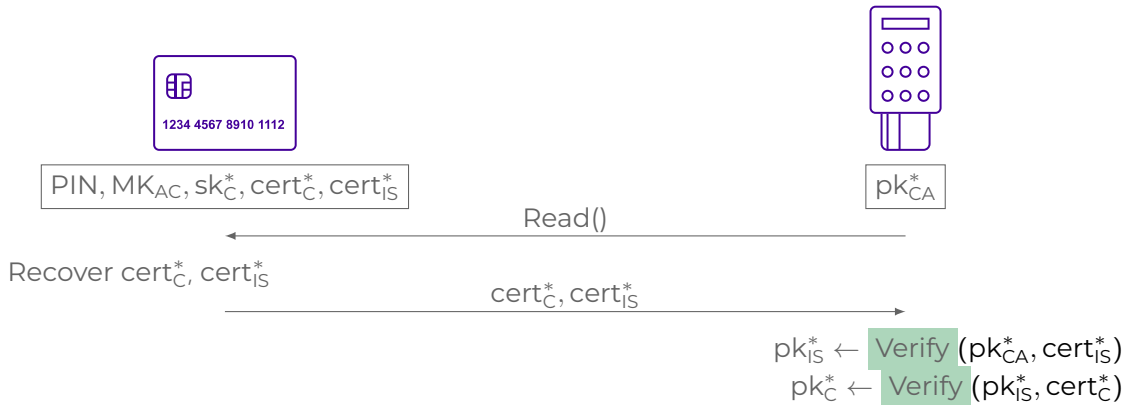 1234 4567 8910 1112
PIN, MK_AC, sk*_C, cert*_C, cert*_IS
pk*_CA
Read()
Recover cert*_C, cert*_IS
cert*_C, cert*_IS
pk*_IS ← Verify (pk*_CA, cert*_IS)
pk*_C ← Verify (pk*_IS, cert*_C)